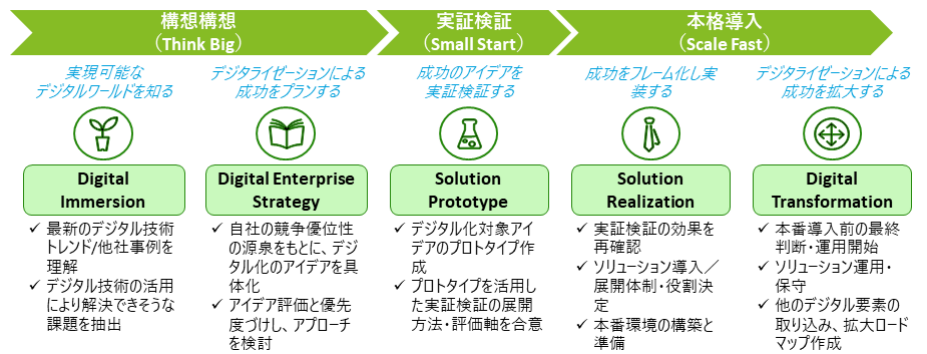 構想構想
（Think Big）
実証検証
（Small Start）
本格導入
（Scale Fast）
実現可能な
デジタルワールドを知る
デジタライゼーションによる
成功をプランする
成功のアイデアを
実証検証する
成功をフレーム化し実
装する
デジタライゼーションによる
成功を拡大する
Digital
Immersion
Digital Enterprise
Strategy
Solution
Prototype
Solution
Realization
Digital
Transformation
✓ 最新のデジタル技術
トレンド/他社事例を
理解
✓ デジタル技術の活用
により解決できそうな
課題を抽出
✓ 自社の競争優位性
の源泉をもとに、デジ
タル化のアイデアを具
体化
✓ アイデア評価と優先
度づけし、アプローチ
を検討
✓ デジタル化対象アイ
デアのプロトタイプ作
成
✓ プロトタイプを活用し
た実証検証の展開
方法・評価軸を合意
✓ 実証検証の効果を
再確認
✓ ソリューション導入／
展開体制・役割決
定
✓ 本番環境の構築と
準備
✓ 本番導入前の最終
判断・運用開始
✓ ソリューション運用・
保守
✓ 他のデジタル要素の
取り込み、拡大ロード
マップ作成